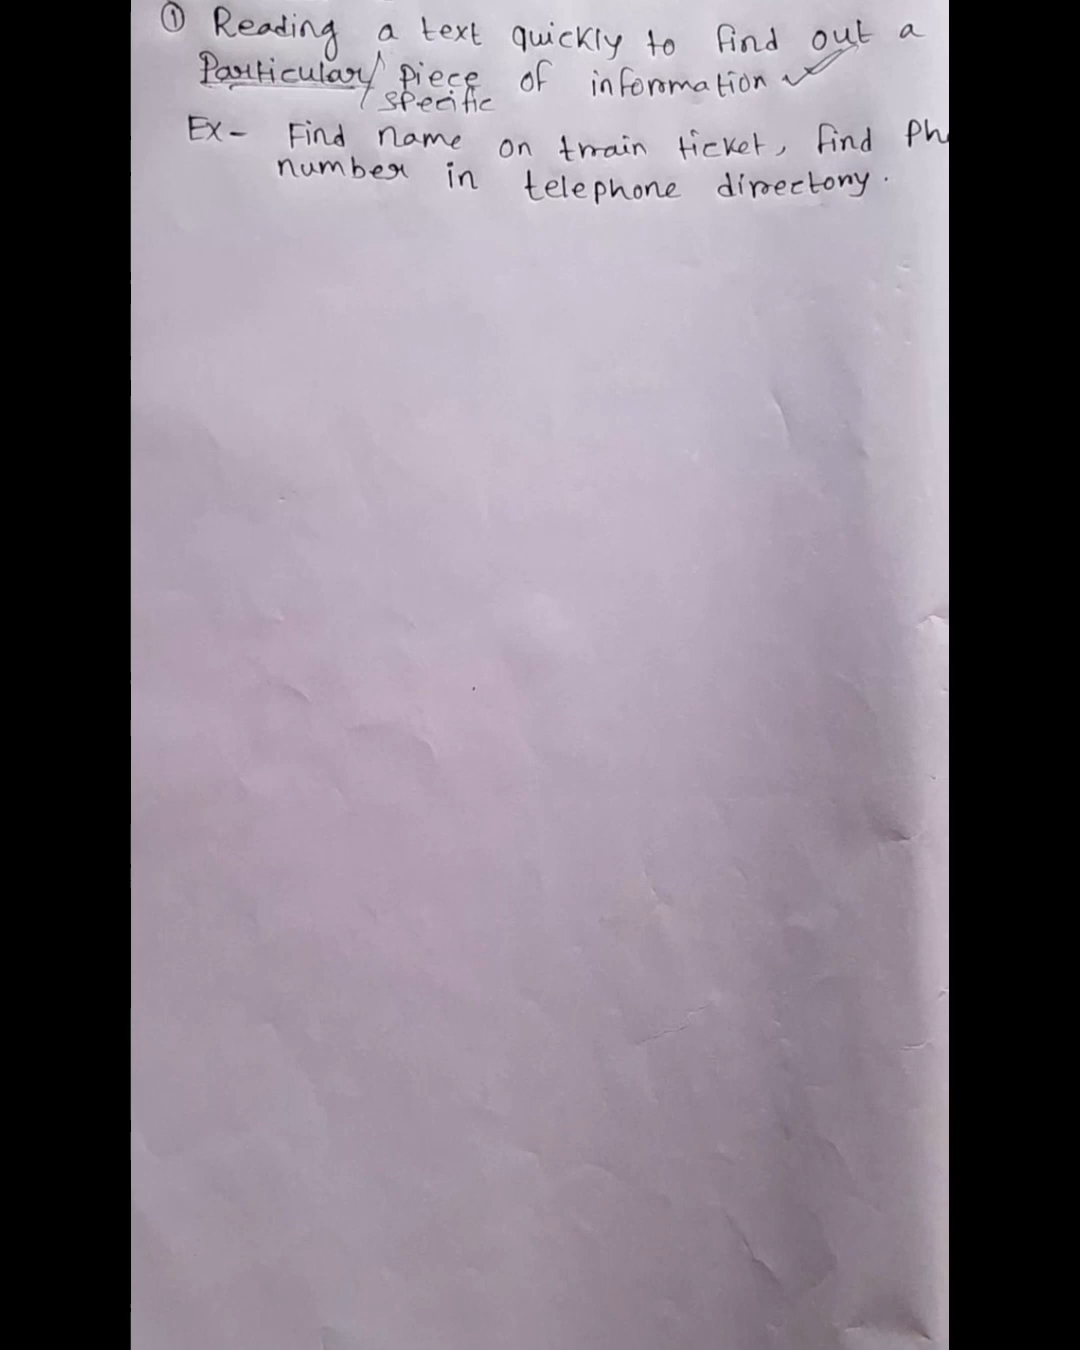 ① Reading a text quickly to find out a
Particular/ piece of information ✓
specific
Ex- Find name on train ticket, find Ph
number in telephone directory.